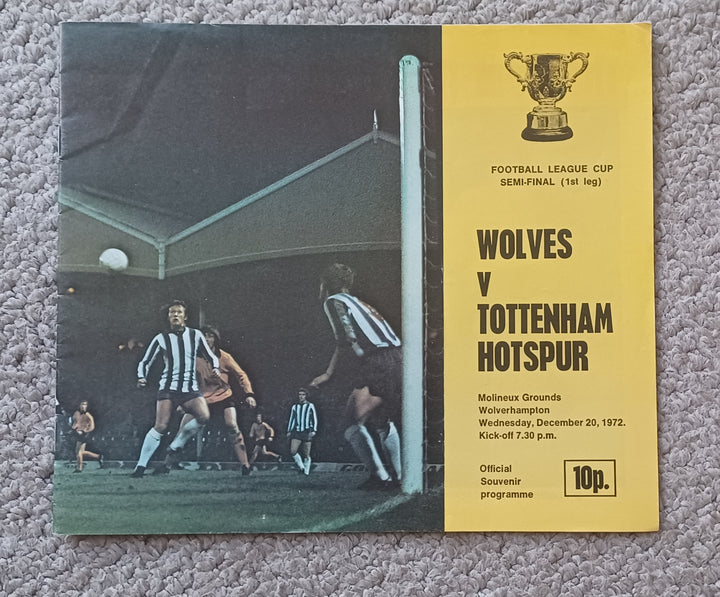 FOOTBALL LEAGUE CUP
SEMI-FINAL (1st leg)
WOLVES
V
TOTTENHAM
HOTSPUR
Molineux Grounds
Wolverhampton
Wednesday, December 20, 1972.
Kick-off 7.30 p.m.
Official
Souvenir
programme
10p.